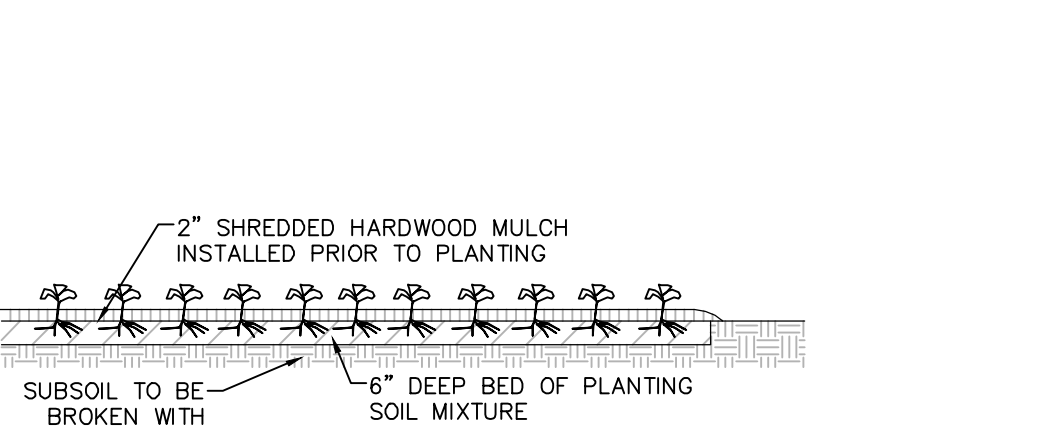 2" SHREDDED HARDWOOD MULCH
INSTALLED PRIOR TO PLANTING
SUBSOIL TO BE
BROKEN WITH
6" DEEP BED OF PLANTING
SOIL MIXTURE